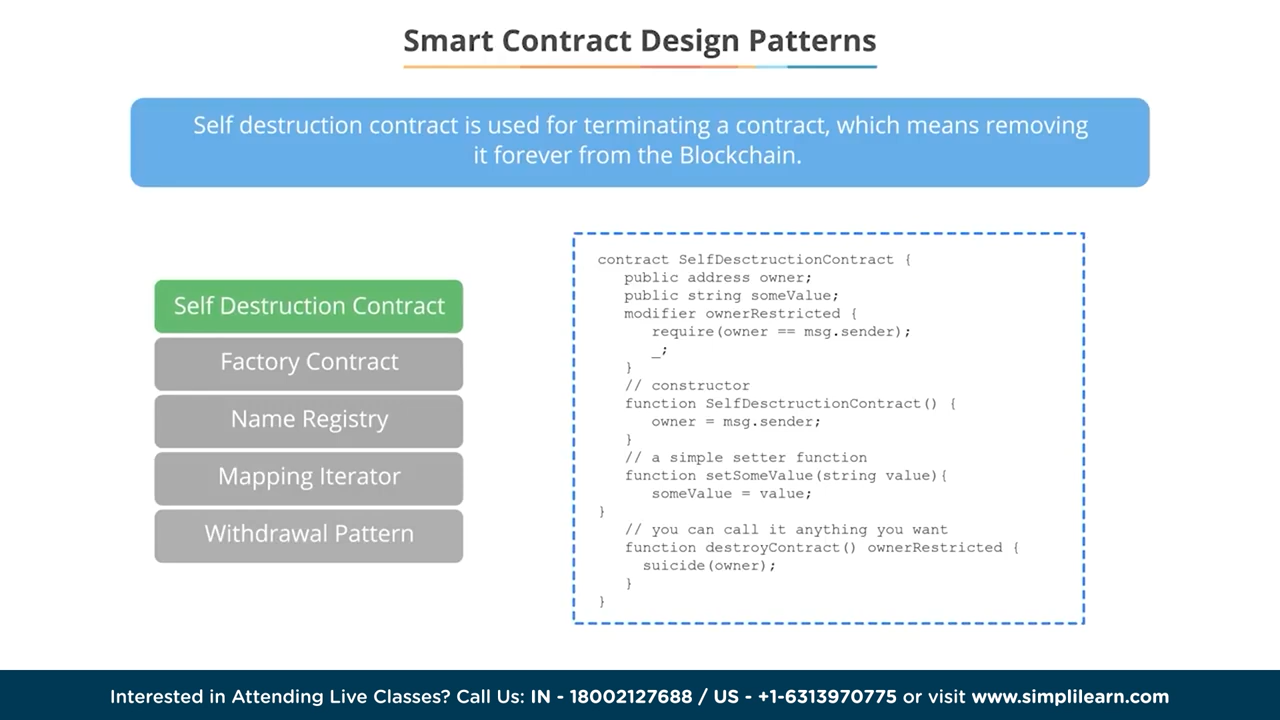 Smart Contract Design Patterns
Self destruction contract is used for terminating a contract, which means removing
it forever from the Blockchain.
Self Destruction Contract
Factory Contract
Name Registry
Mapping Iterator
Withdrawal Pattern
contract SelfDesctructionContract {
public address owner;
public string someValue;
modifier ownerRestricted {
require(owner == msg.sender);
_;
}
// constructor
function SelfDesctructionContract() {
owner = msg.sender;
}
// a simple setter function
function setSomeValue(string value){
someValue = value;
}
// you can call it anything you want
function destroyContract() ownerRestricted {
suicide(owner);
}
}
Interested in Attending Live Classes? Call Us: IN - 18002127688 / US - +1-6313970775 or visit www.simplilearn.com